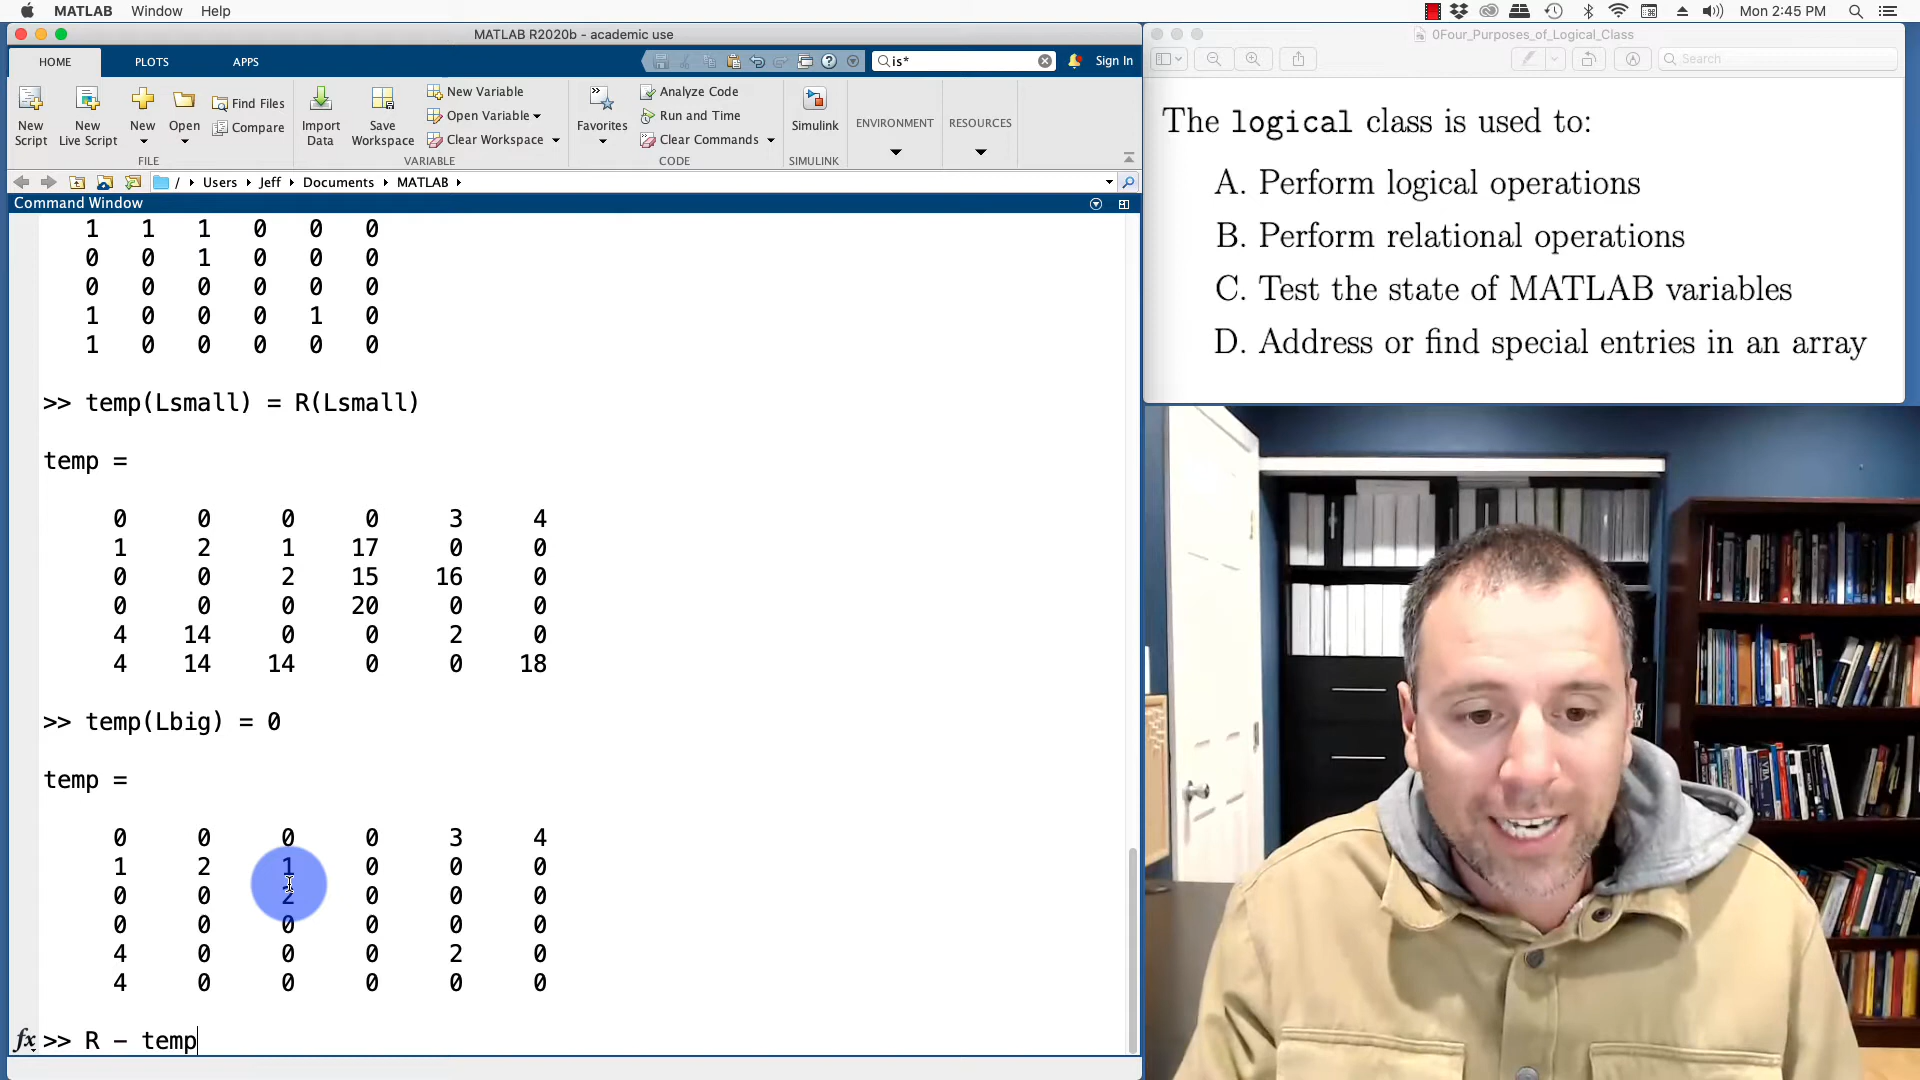 MATLAB Window Help
Mon 2:45 PM
MATLAB R2020b - academic use
0Four_Purposes_of_Logical_Class
HOME PLOTS APPS
is*
Sign In
Search
New Script
New Live Script
New
Open
Find Files
Compare
FILE
Import Data
Save Workspace
New Variable
Open Variable
Clear Workspace
VARIABLE
Favorites
Analyze Code
Run and Time
Clear Commands
CODE
Simulink
SIMULINK
ENVIRONMENT
RESOURCES
/ Users Jeff Documents MATLAB
Command Window
1 1 1 0 0 0
0 0 1 0 0 0
0 0 0 0 0 0
1 0 0 0 1 0
1 0 0 0 0 0
>> temp(Lsmall) = R(Lsmall)
temp =
0 0 0 0 3 4
1 2 1 17 0 0
0 0 2 15 16 0
0 0 0 20 0 0
4 14 0 0 2 0
4 14 14 0 0 18
>> temp(Lbig) = 0
temp =
0 0 0 0 3 4
1 2 1 0 0 0
0 0 2 0 0 0
0 0 0 0 0 0
4 0 0 0 2 0
4 0 0 0 0 0
fx >> R - temp
The logical class is used to:
A. Perform logical operations
B. Perform relational operations
C. Test the state of MATLAB variables
D. Address or find special entries in an array